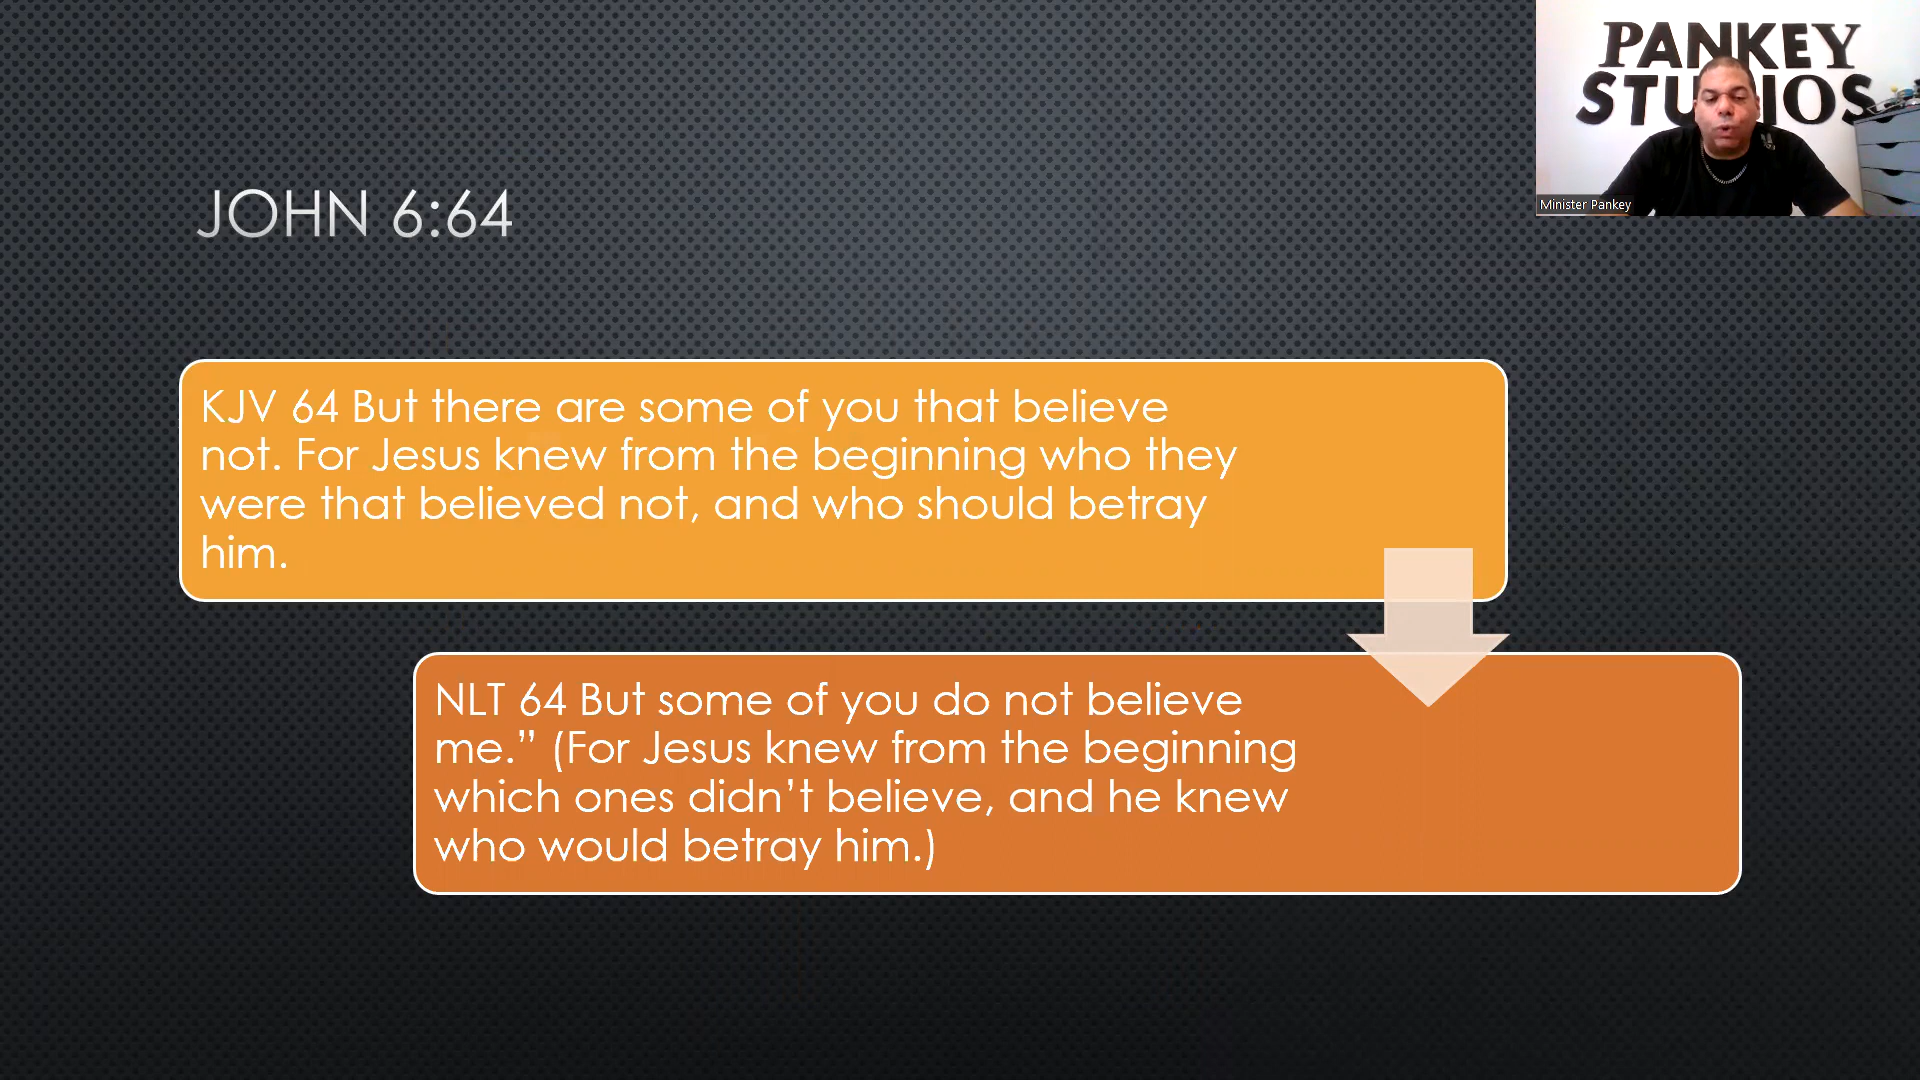 PANKEY
STUDIOS
Minister Pankey
JOHN 6:64
KJV 64 But there are some of you that believe
not. For Jesus knew from the beginning who they
were that believed not, and who should betray
him.
NLT 64 But some of you do not believe
me.” (For Jesus knew from the beginning
which ones didn’t believe, and he knew
who would betray him.)